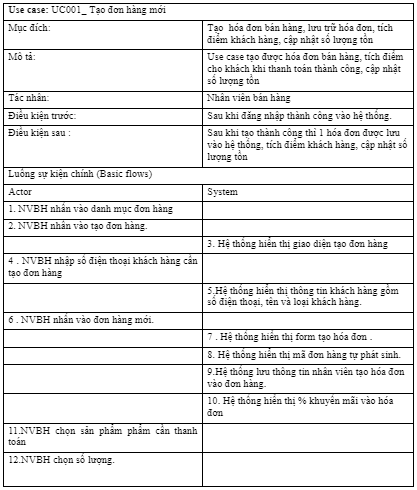 Use case: UC001_ Tạo đơn hàng mới
Mục đích:
Tạo hóa đơn bán hàng, lưu trữ hóa đơn, tích
điểm khách hàng, cập nhật số lượng tồn
Mô tả:
Use case tạo được hóa đơn bán hàng, tích điểm
cho khách khi thanh toán thành công, cập nhật
số lượng tồn
Tác nhân:
Nhân viên bán hàng
Điều kiện trước:
Sau khi đăng nhập thành công vào hệ thống.
Điều kiện sau :
Sau khi tạo thành công thì 1 hóa đơn được lưu
vào hệ thống, tích điểm khách hàng, cập nhật số
lượng tồn
Luồng sự kiện chính (Basic flows)
Actor
System
1. NVBH nhấn vào danh mục đơn hàng
2. NVBH nhấn vào tạo đơn hàng.
3. Hệ thống hiển thị giao diện tạo đơn hàng
4 . NVBH nhập số điện thoại khách hàng cần
tạo đơn hàng
5.Hệ thống hiển thị thông tin khách hàng gồm
số điện thoại, tên và loại khách hàng.
6 . NVBH nhấn vào đơn hàng mới.
7 . Hệ thống hiển thị form tạo hóa đơn .
8. Hệ thống hiển thị mã đơn hàng tự phát sinh.
9.Hệ thống lưu thông tin nhân viên tạo hóa đơn
vào đơn hàng.
10. Hệ thống hiển thị % khuyến mãi vào hóa
đơn
11.NVBH chọn sản phẩm phẩm cần thanh
toán
12.NVBH chọn số lượng.